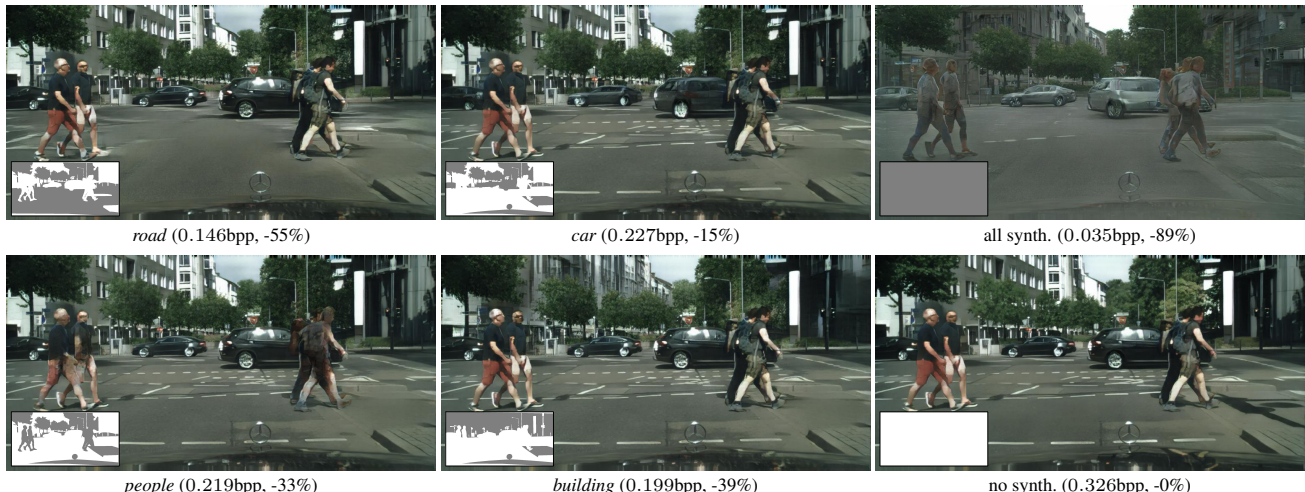 road (0.146bpp, -55%)
car (0.227bpp, -15%)
all synth. (0.035bpp, -89%)
people (0.219bpp, -33%)
building (0.199bpp, -39%)
no synth. (0.326bpp, -0%)